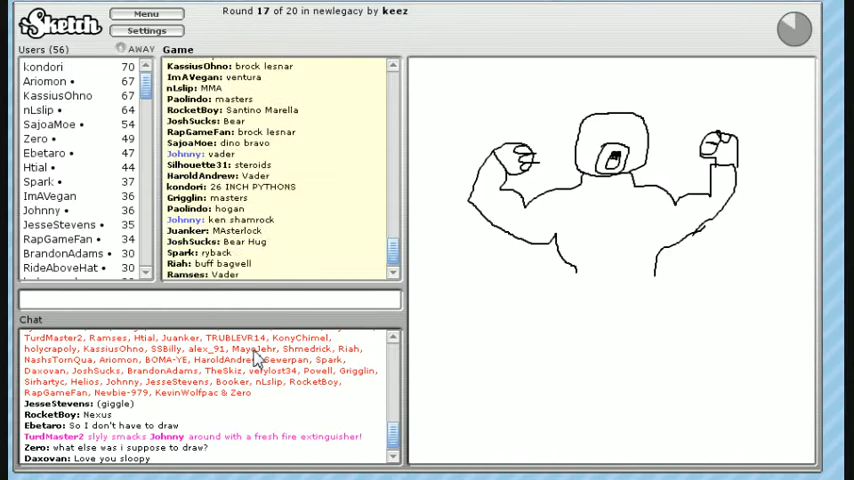 Menu
Round 17 of 20 in newlegacy by keez
iSketch
Settings
Users (56)
AWAY
Game
kondori 70
Ariomon • 67
KassiusOhno 67
nLslip • 64
SajoaMoe • 54
Zero • 49
Ebetaro • 47
Htial • 44
Spark • 37
ImAVegan 36
Johnny • 36
JesseStevens • 35
RapGameFan • 34
BrandonAdams • 30
RideAboveHat • 30
KassiusOhno: brock lesnar
ImAVegan: ventura
nLslip: MMA
Paolindo: masters
RocketBoy: Santino Marella
JoshSucks: Bear
RapGameFan: brock lesnar
SajoaMoe: dino bravo
Johnny: vader
Silhouette31: steroids
HaroldAndrew: Vader
kondori: 26 INCH PYTHONS
Grigglin: masters
Paolindo: hogan
Johnny: ken shamrock
Juanker: MAsterlock
JoshSucks: Bear Hug
Spark: ryback
Riah: buff bagwell
Ramses: Vader
Chat
TurdMaster2, Ramses, Htial, Juanker, TRUBLEVR14, KonyChimel,
holycrapoly, KassiusOhno, SSBilly, alex_91, MayoJehr, Shmedrick, Riah,
NashsTornQua, Ariomon, BOMA-YE, HaroldAndrew, Severpan, Spark,
Daxovan, JoshSucks, BrandonAdams, TheSkiz, verylost34, Powell, Grigglin,
Sirhartyc, Helios, Johnny, JesseStevens, Booker, nLslip, RocketBoy,
RapGameFan, Newbie-979, KevinWolfpac & Zero
JesseStevens: (giggle)
RocketBoy: Nexus
Ebetaro: So I don't have to draw
TurdMaster2 slyly smacks Johnny around with a fresh fire extinguisher!
Zero: what else was i suppose to draw?
Daxovan: Love you sloopy